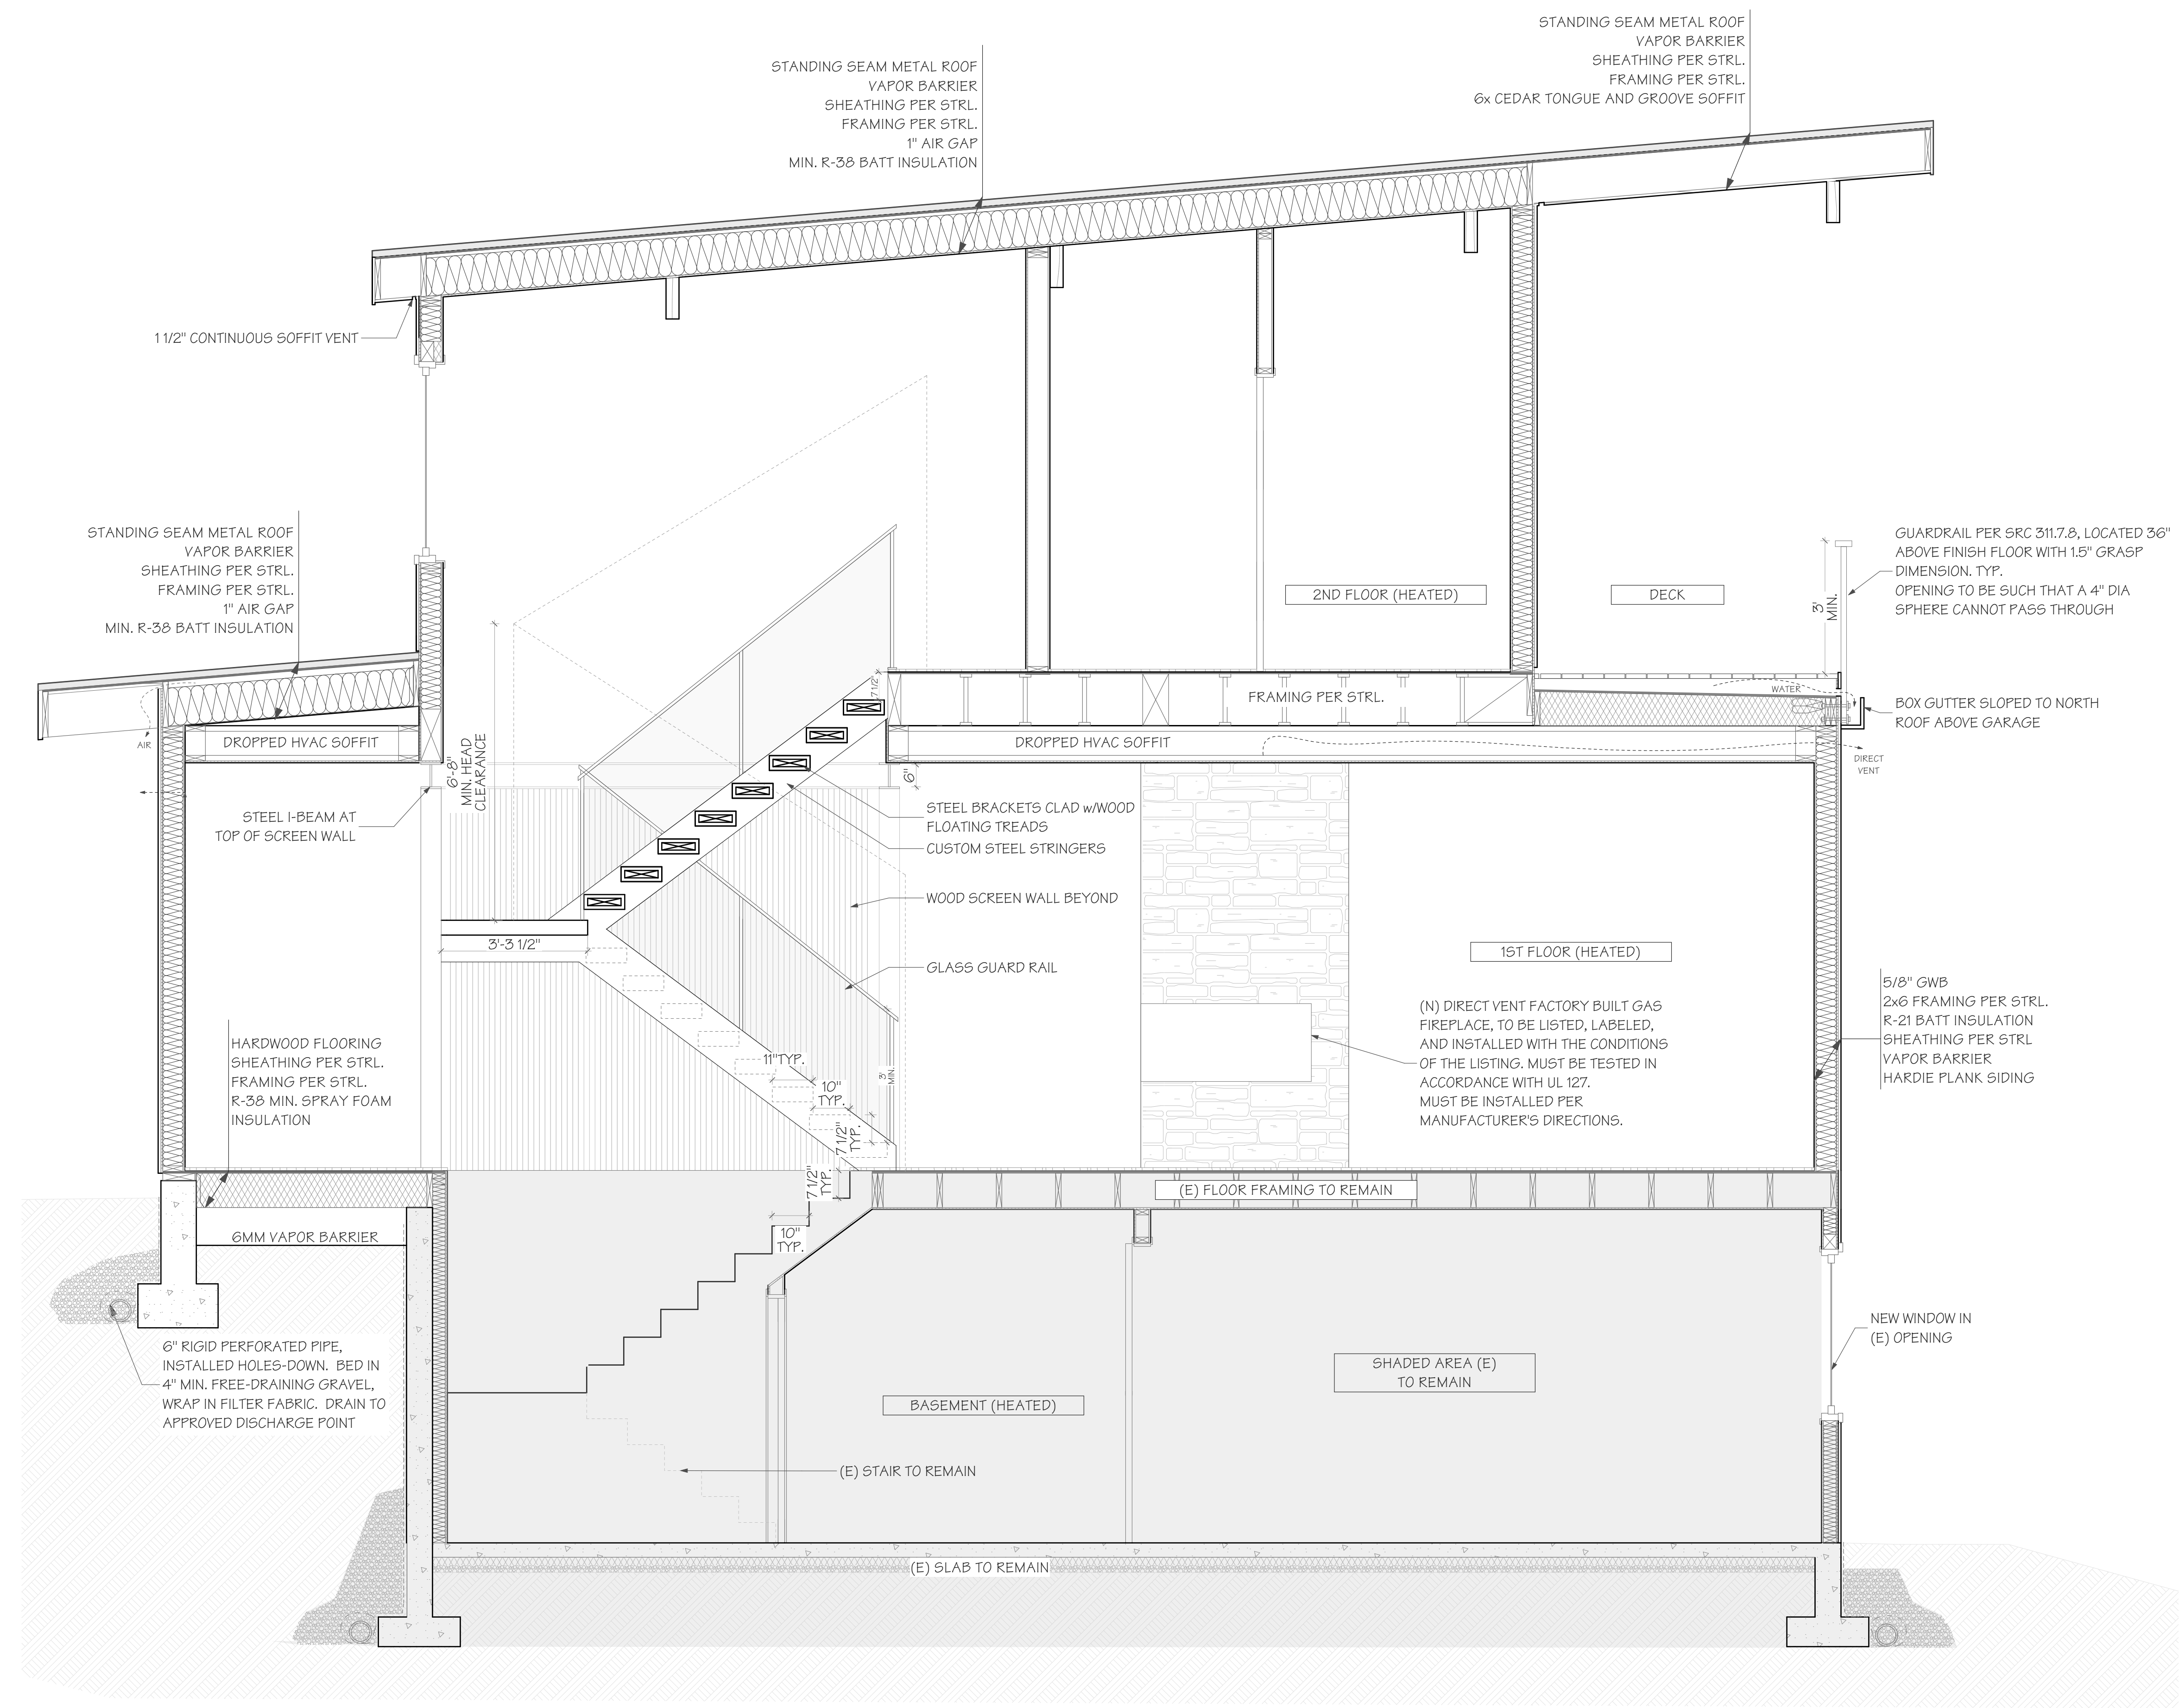 STANDING SEAM METAL ROOF
VAPOR BARRIER
SHEATHING PER STRL.
FRAMING PER STRL.
6x CEDAR TONGUE AND GROOVE SOFFIT
STANDING SEAM METAL ROOF
VAPOR BARRIER
SHEATHING PER STRL.
FRAMING PER STRL.
1" AIR GAP
MIN. R-38 BATT INSULATION
1 1/2" CONTINUOUS SOFFIT VENT
STANDING SEAM METAL ROOF
VAPOR BARRIER
SHEATHING PER STRL.
FRAMING PER STRL.
1" AIR GAP
MIN. R-38 BATT INSULATION
GUARDRAIL PER SRC 311.7.8, LOCATED 36"
ABOVE FINISH FLOOR WITH 1.5" GRASP
DIMENSION. TYP.
OPENING TO BE SUCH THAT A 4" DIA
SPHERE CANNOT PASS THROUGH
2ND FLOOR (HEATED)
DECK
3'
MIN.
7 1/2"
FRAMING PER STRL.
WATER
BOX GUTTER SLOPED TO NORTH
ROOF ABOVE GARAGE
AIR
DROPPED HVAC SOFFIT
DROPPED HVAC SOFFIT
DIRECT
VENT
6'-8"
MIN. HEAD
CLEARANCE
6"
STEEL I-BEAM AT
TOP OF SCREEN WALL
STEEL BRACKETS CLAD w/WOOD
FLOATING TREADS
CUSTOM STEEL STRINGERS
WOOD SCREEN WALL BEYOND
3'-3 1/2"
GLASS GUARD RAIL
1ST FLOOR (HEATED)
5/8" GWB
2x6 FRAMING PER STRL.
R-21 BATT INSULATION
SHEATHING PER STRL
VAPOR BARRIER
HARDIE PLANK SIDING
(N) DIRECT VENT FACTORY BUILT GAS
FIREPLACE, TO BE LISTED, LABELED,
AND INSTALLED WITH THE CONDITIONS
OF THE LISTING. MUST BE TESTED IN
ACCORDANCE WITH UL 127.
MUST BE INSTALLED PER
MANUFACTURER'S DIRECTIONS.
HARDWOOD FLOORING
SHEATHING PER STRL.
FRAMING PER STRL.
R-38 MIN. SPRAY FOAM
INSULATION
11"TYP.
10"
TYP.
3'
MIN.
7 1/2"
TYP.
7 1/2"
TYP.
10"
TYP.
(E) FLOOR FRAMING TO REMAIN
6MM VAPOR BARRIER
6" RIGID PERFORATED PIPE,
INSTALLED HOLES-DOWN. BED IN
4" MIN. FREE-DRAINING GRAVEL,
WRAP IN FILTER FABRIC. DRAIN TO
APPROVED DISCHARGE POINT
NEW WINDOW IN
(E) OPENING
SHADED AREA (E)
TO REMAIN
BASEMENT (HEATED)
(E) STAIR TO REMAIN
(E) SLAB TO REMAIN